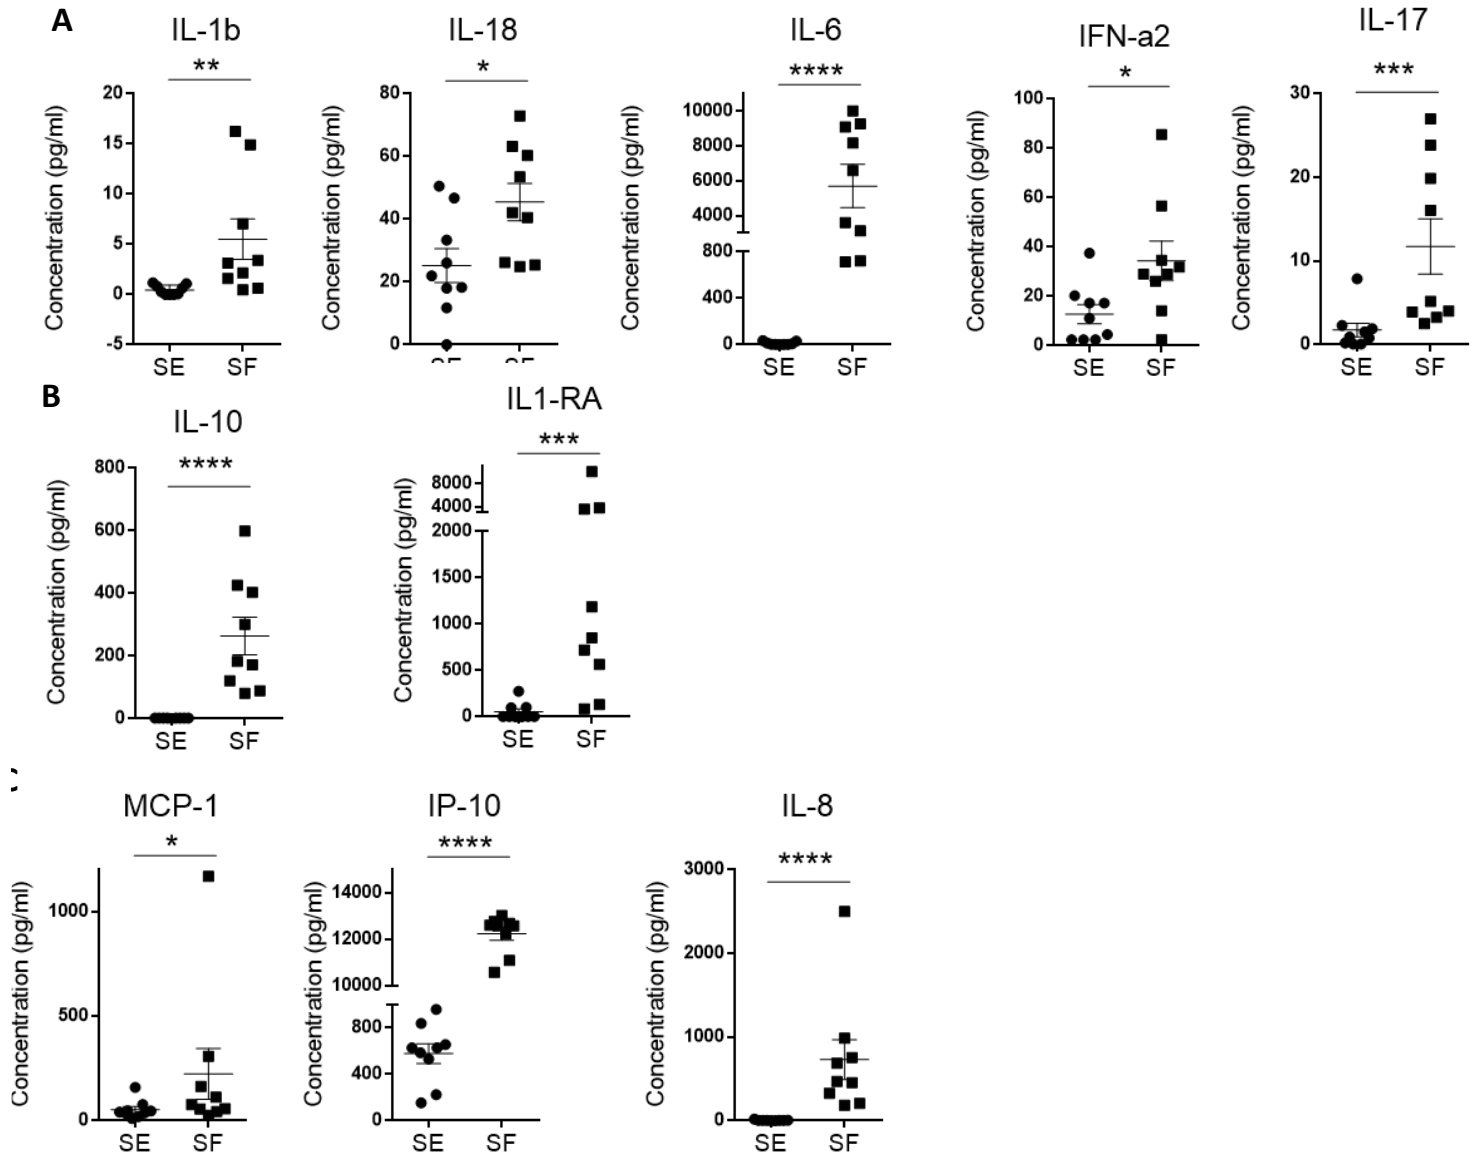 A
IL-1b
**
Concentration (pg/ml)
20
15
10
5
0
-5
SE
SF
IL-18
*
Concentration (pg/ml)
80
60
40
20
0
IL-6
****
Concentration (pg/ml)
10000
8000
6000
4000
800
400
0
SE
SF
IFN-a2
*
Concentration (pg/ml)
100
80
60
40
20
0
SE
SF
IL-17
***
Concentration (pg/ml)
30
20
10
0
SE
SF
B
IL-10
****
Concentration (pg/ml)
800
600
400
200
0
SE
SF
IL1-RA
***
Concentration (pg/ml)
8000
4000
2000
1500
1000
500
0
SE
SF
MCP-1
*
Concentration (pg/ml)
1000
500
0
SE
SF
IP-10
****
Concentration (pg/ml)
14000
12000
10000
800
400
0
SE
SF
IL-8
****
Concentration (pg/ml)
3000
2000
1000
0
SE
SF